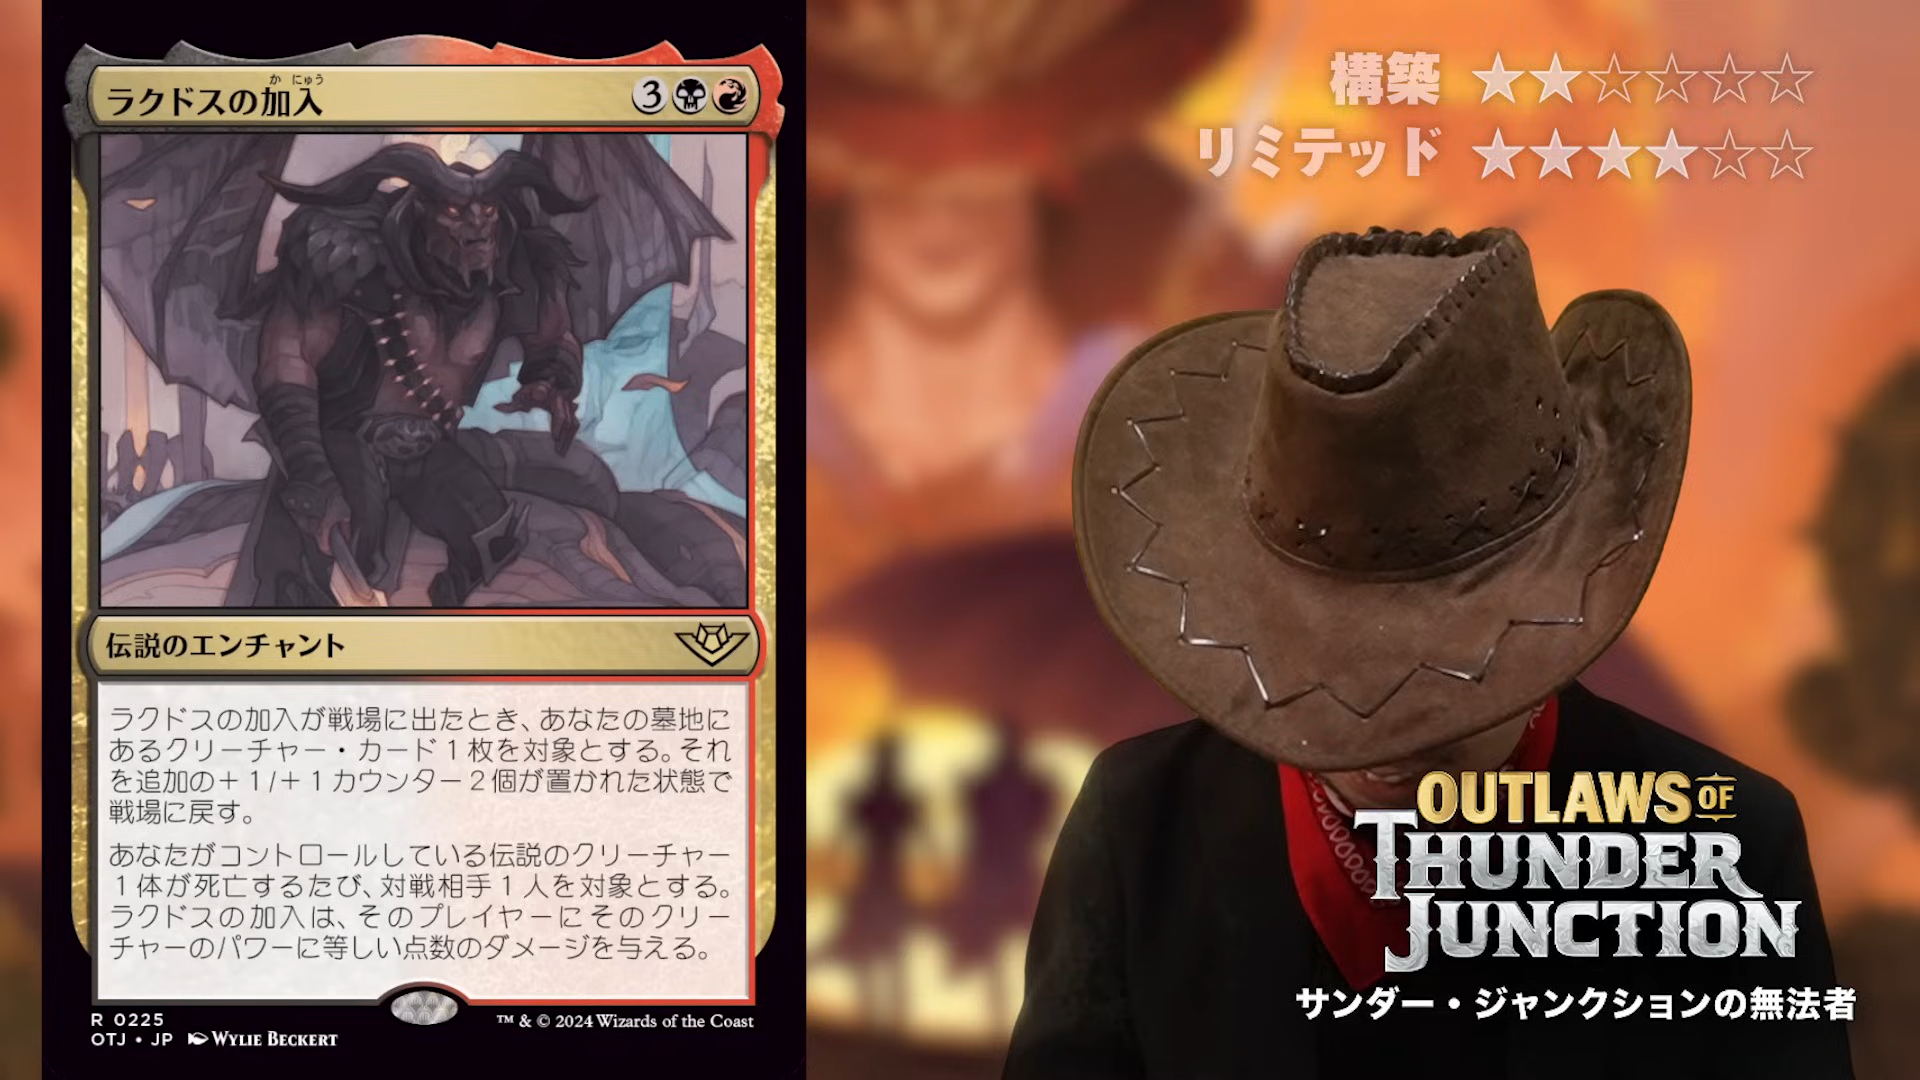 か にゅう
ラクドスの加入
3
伝説のエンチャント
ラクドスの加入が戦場に出たとき、あなたの墓地に
あるクリーチャー・カード1枚を対象とする。それ
を追加の+1/+1カウンター2個が置かれた状態で
戦場に戻す。
あなたがコントロールしている伝説のクリーチャー
1体が死亡するたび、対戦相手1人を対象とする。
ラクドスの加入は、そのプレイヤーにそのクリー
チャーのパワーに等しい点数のダメージを与える。
R 0225
OTJ • JP WYLIE BECKERT
™ & © 2024 Wizards of the Coast
構築 ★★☆☆☆☆
リミテッド ★★★★☆☆
OUTLAWS OF
THUNDER
JUNCTION
サンダー・ジャンクションの無法者